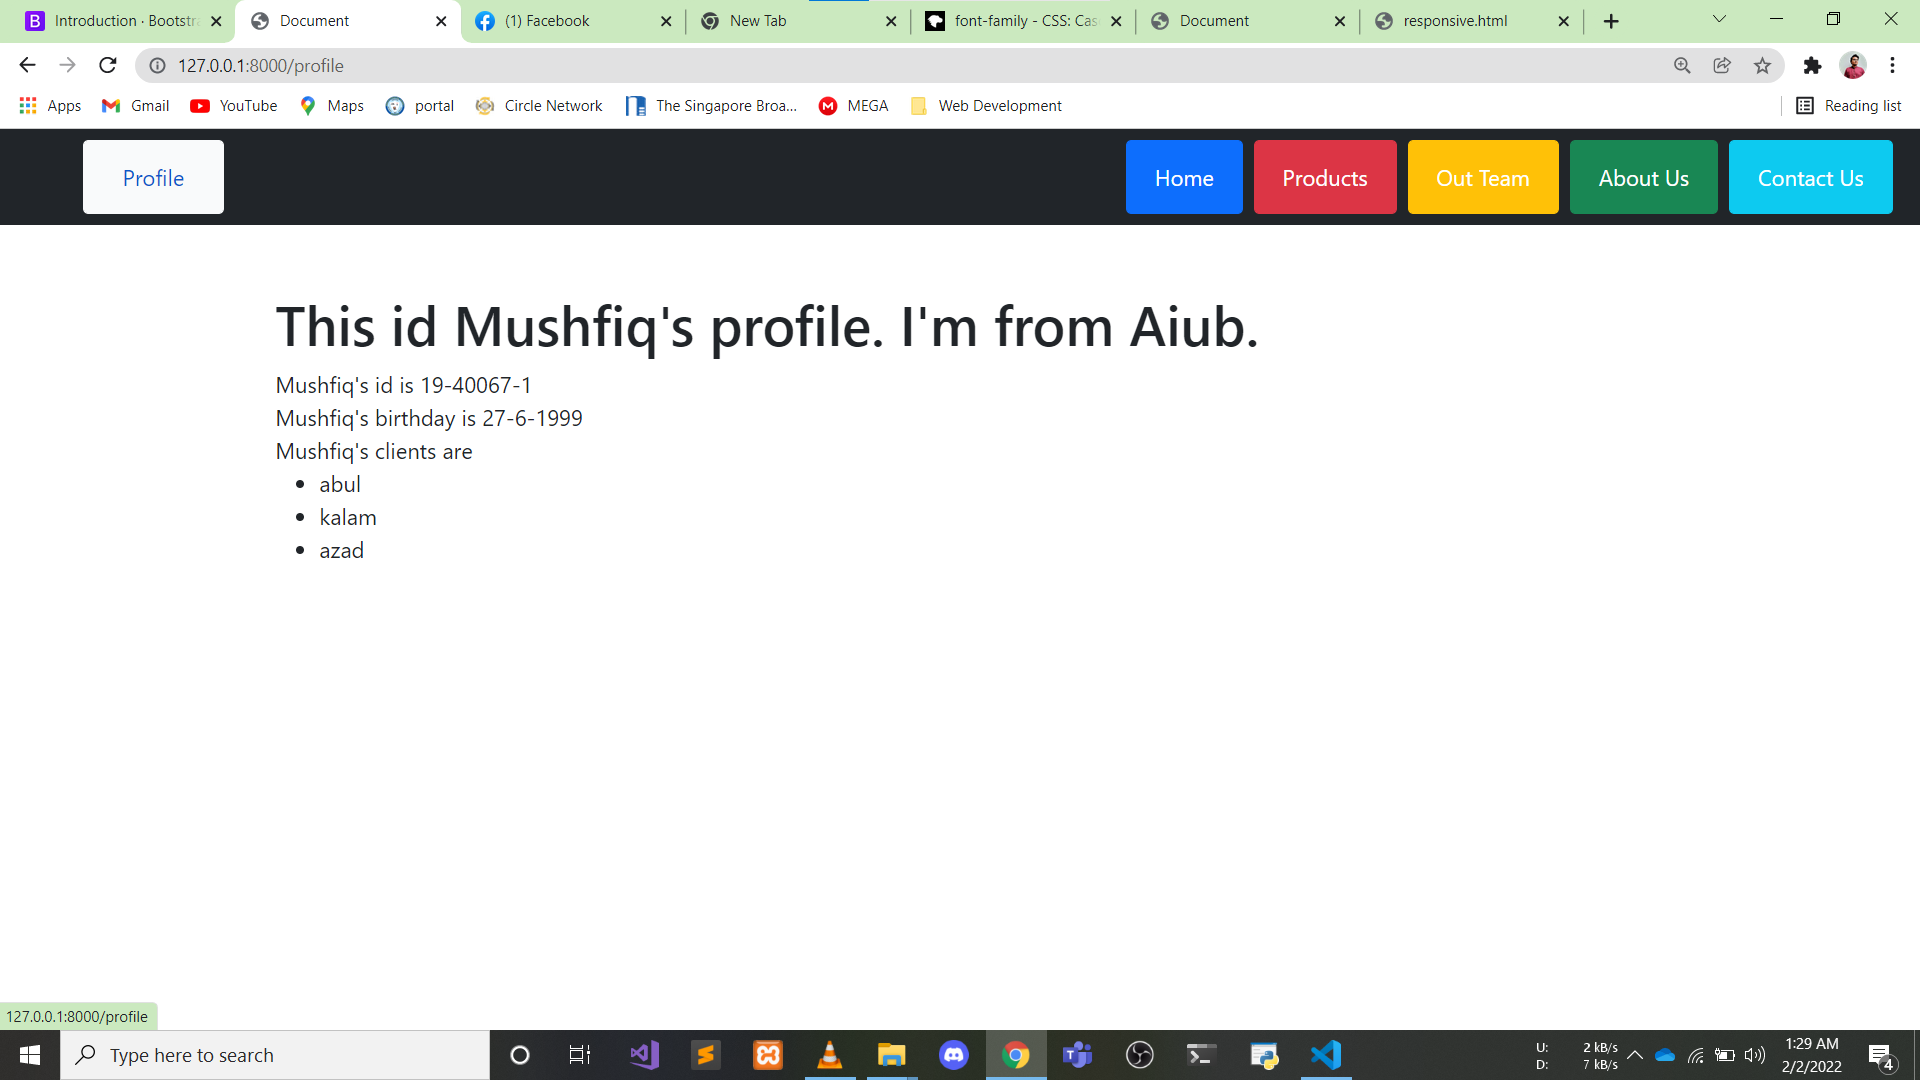 Introduction · Bootstra
Document
(1) Facebook
New Tab
font-family - CSS: Cas
Document
responsive.html
127.0.0.1:8000/profile
Apps
Gmail
YouTube
Maps
portal
Circle Network
The Singapore Broa...
MEGA
Web Development
Reading list
Profile
Home
Products
Out Team
About Us
Contact Us
This id Mushfiq's profile. I'm from Aiub.
Mushfiq's id is 19-40067-1
Mushfiq's birthday is 27-6-1999
Mushfiq's clients are
abul
kalam
azad
127.0.0.1:8000/profile
Type here to search
U: 2 kB/s
D: 7 kB/s
1:29 AM
2/2/2022
4